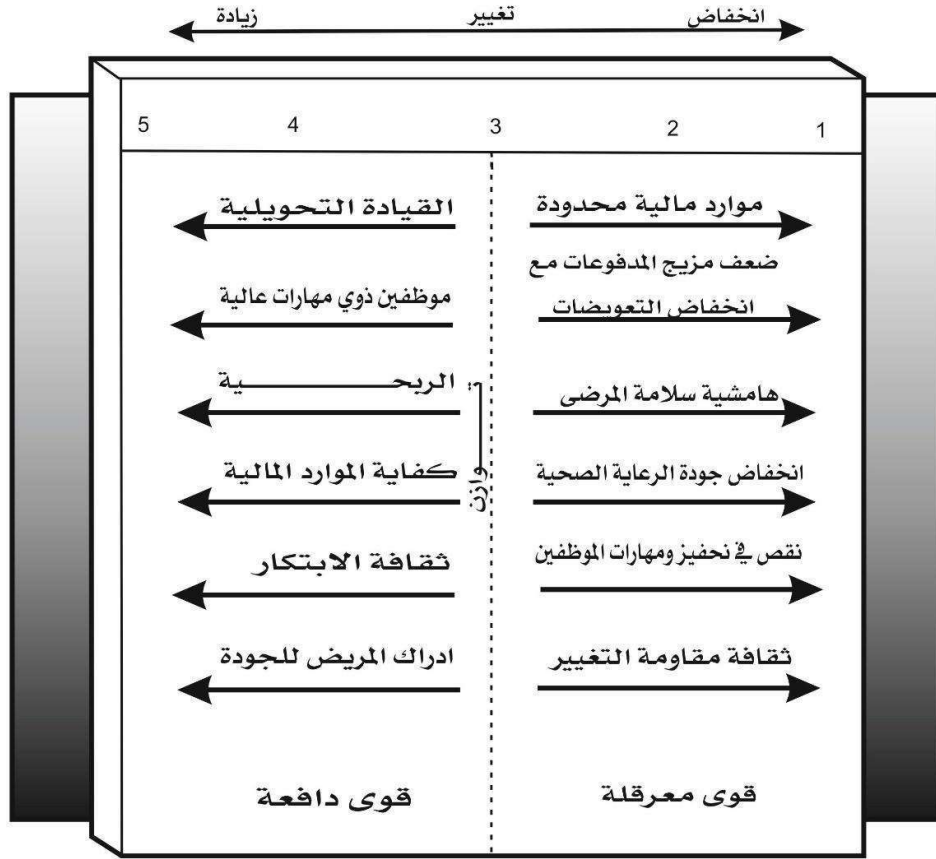 انخفاض تغيير زيادة
1 2 3 4 5
موارد مالية محدودة
ضعف مزيج المدفوعات مع
انخفاض التعويضات
هامشية سلامة المرضى
انخفاض جودة الرعاية الصحية
نقص في نحفيز ومهارات الموظفين
ثقافة مقاومة التغيير
قوى معرقلة
توازن
القيادة التحويلية
موظفين ذوي مهارات عالية
الربحــــــــية
كفاية الموارد المالية
ثقافة الابتكار
ادراك المريض للجودة
قوى دافعة